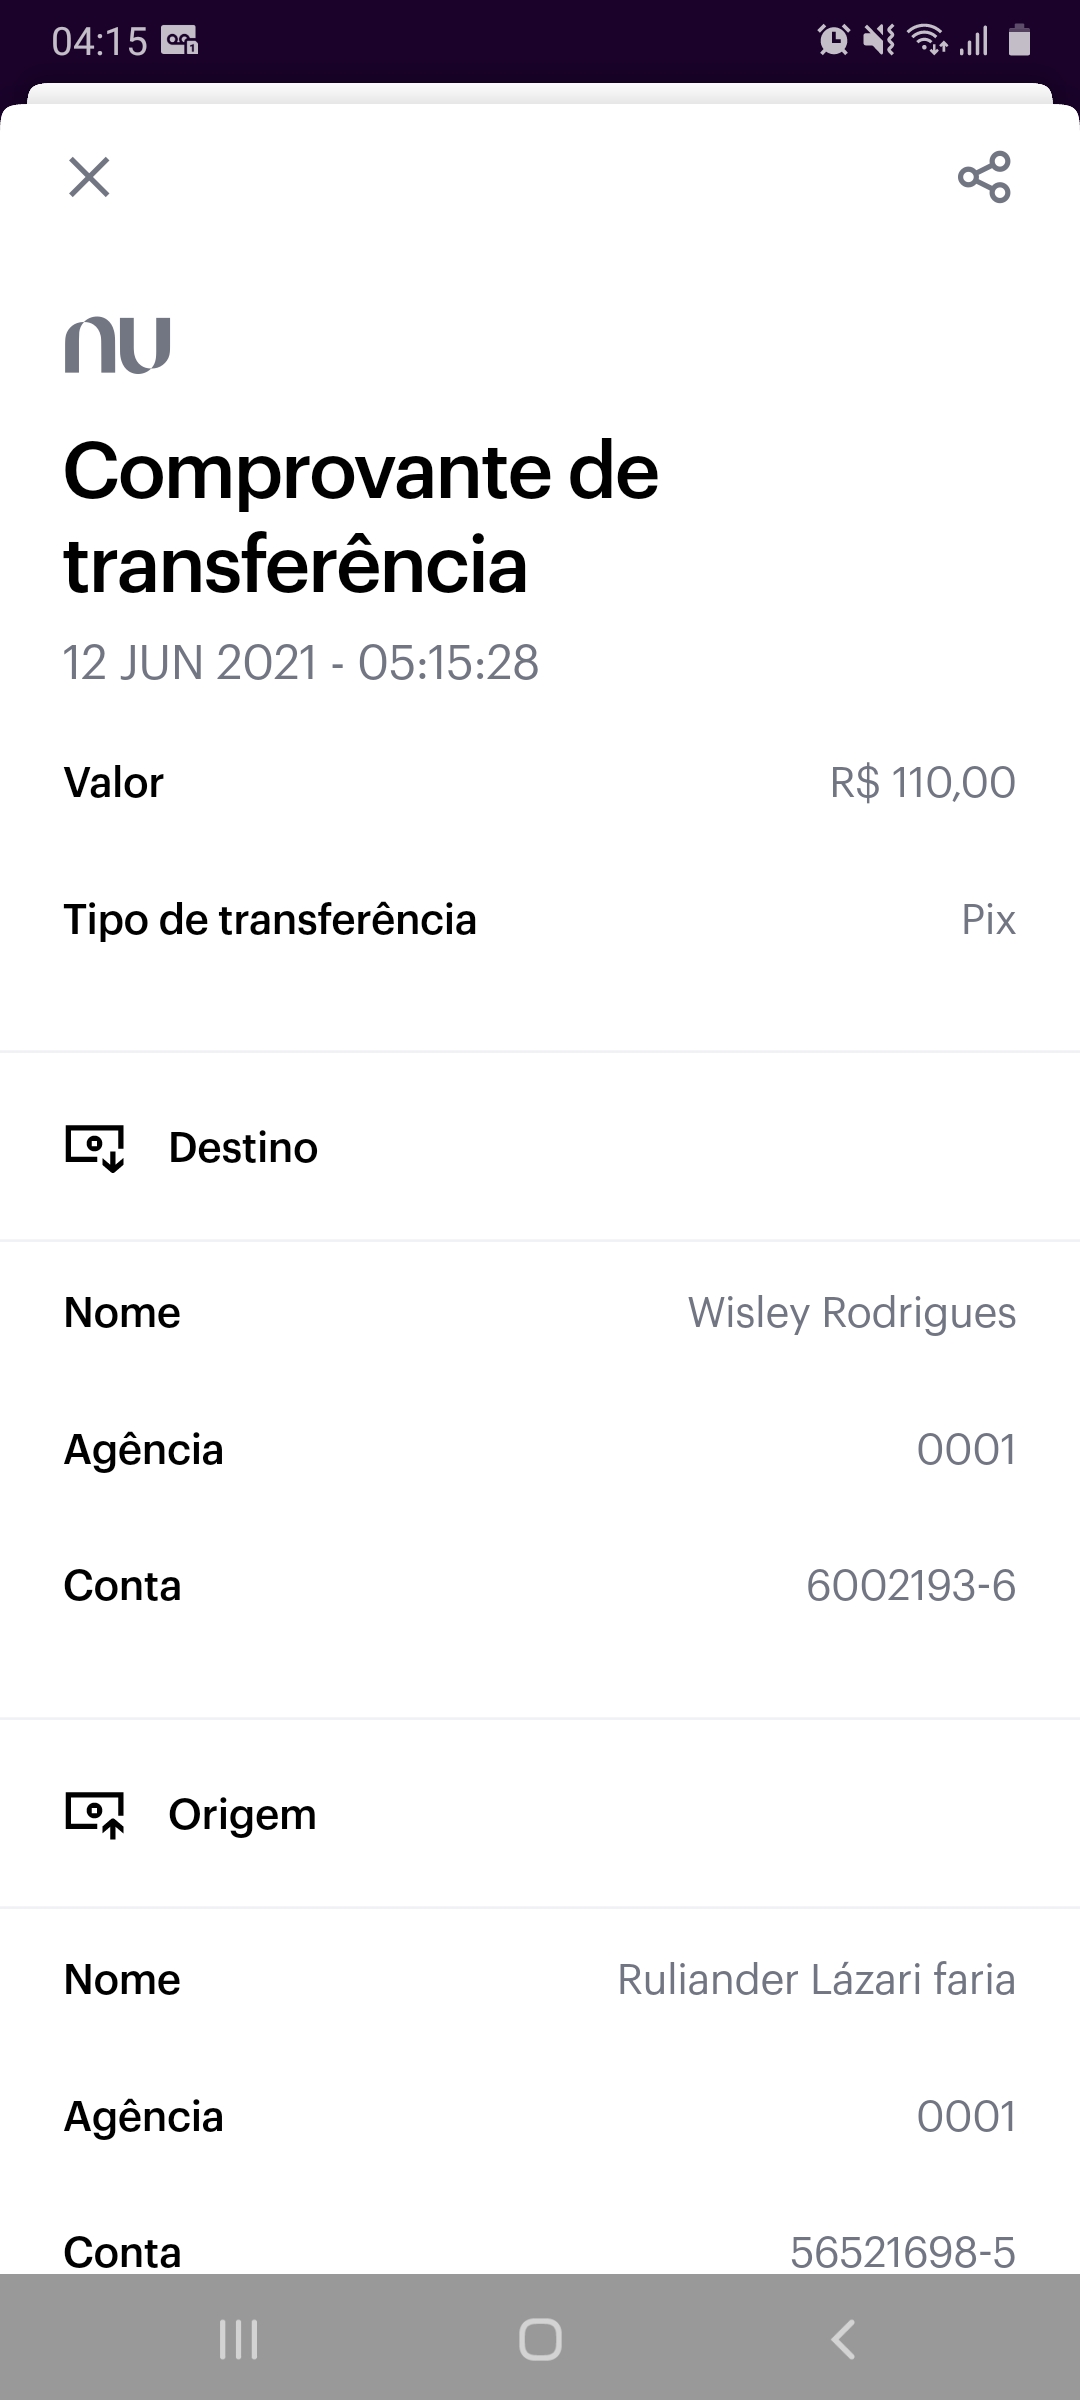 04:15
nu
Comprovante de
transferência
12 JUN 2021 - 05:15:28
Valor R$ 110,00
Tipo de transferência Pix
Destino
Nome Wisley Rodrigues
Agência 0001
Conta 6002193-6
Origem
Nome Ruliander Lázari faria
Agência 0001
Conta 56521698-5